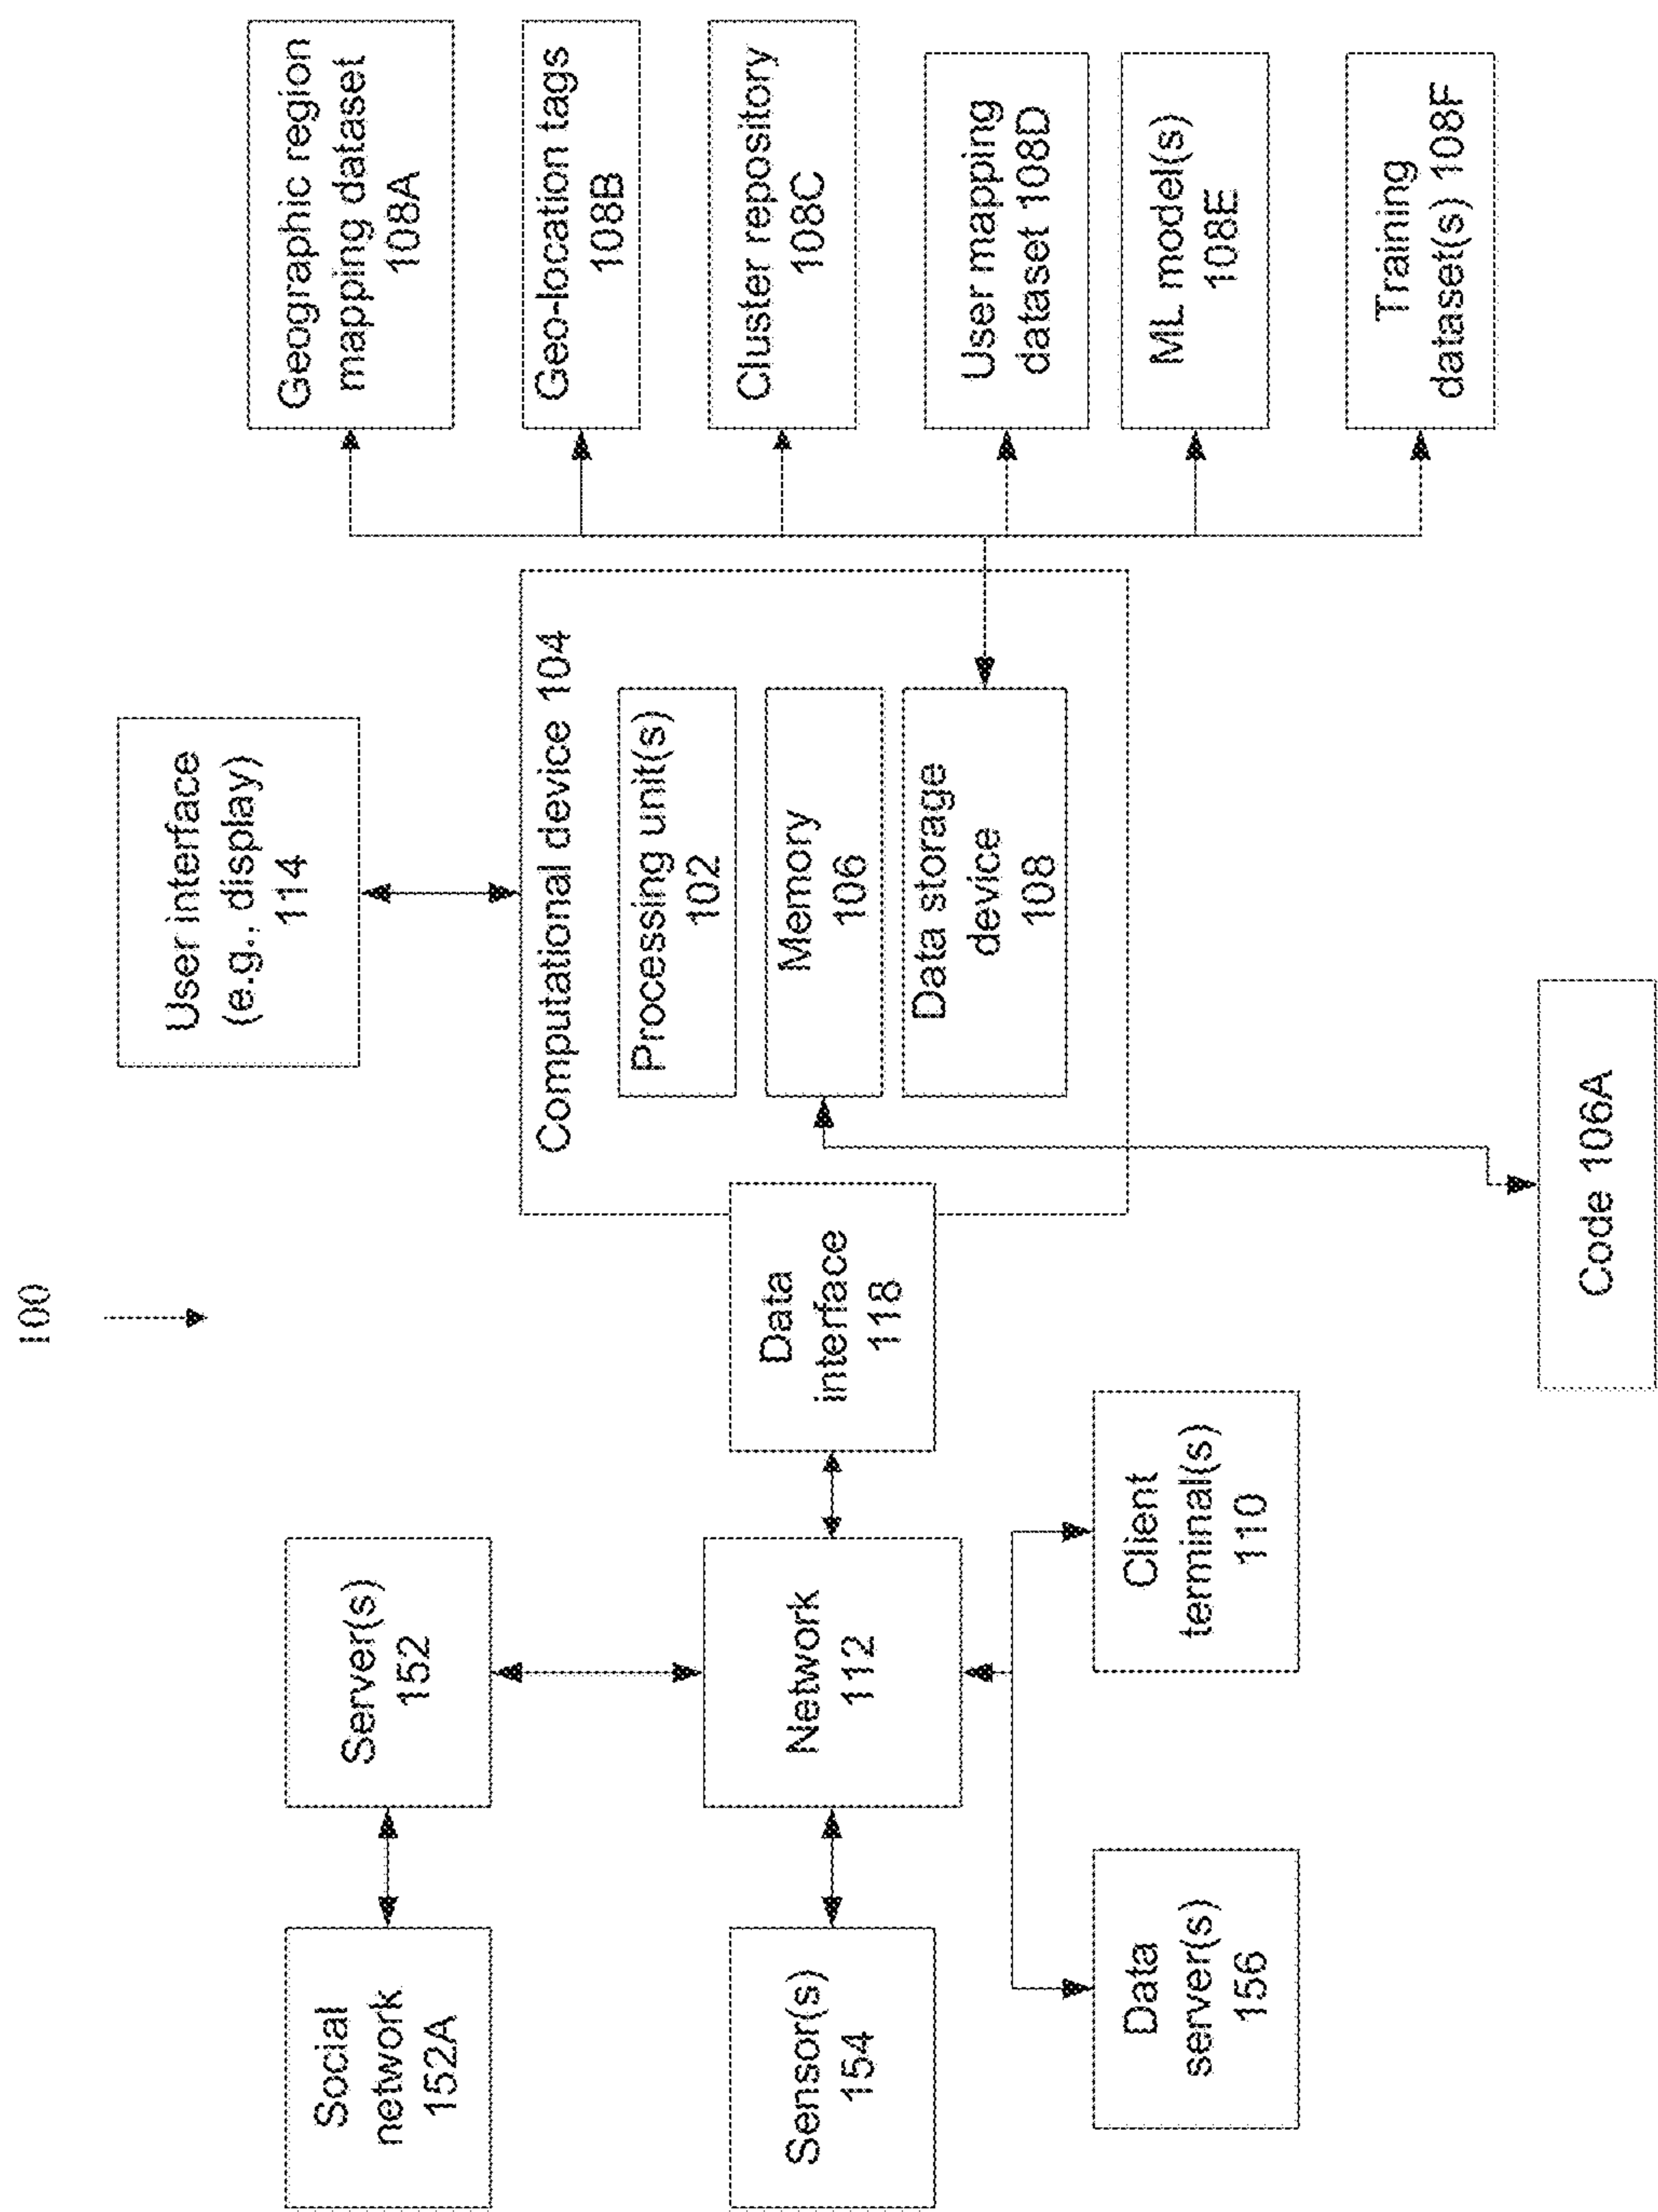 100
Social
network
152A
Server(s)
152
Sensor(s)
154
Network
112
Data
server(s)
156
Client
terminal(s)
110
Data
interface
118
User interface
(e.g., display)
114
Computational device 104
Processing unit(s)
102
Memory
106
Data storage
device
108
Code 106A
Geographic region
mapping dataset
108A
Geo-location tags
108B
Cluster repository
108C
User mapping
dataset 108D
ML model(s)
108E
Training
dataset(s) 108F